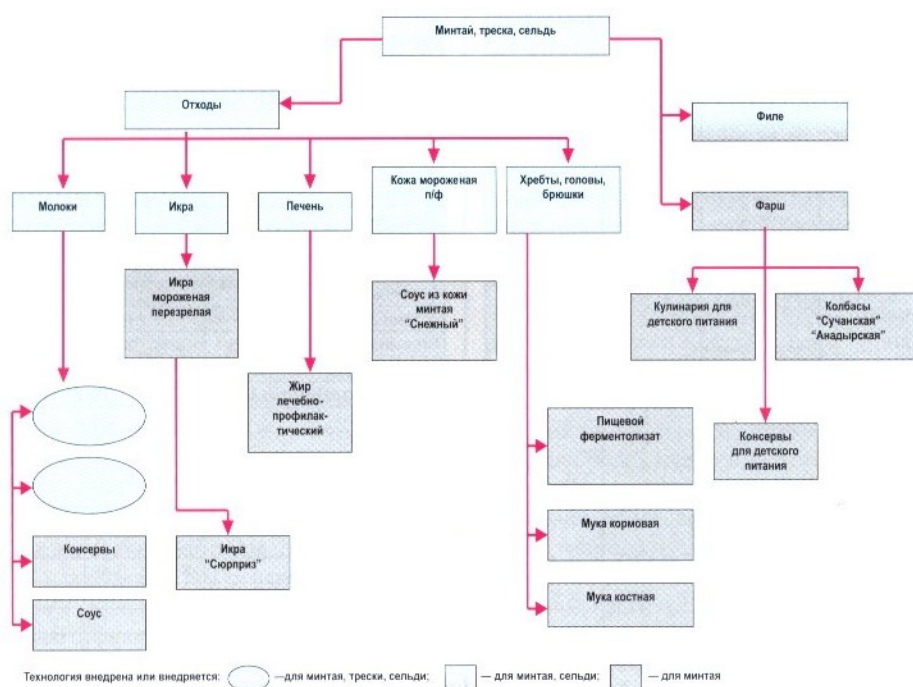 Минтай, треска, сельдь
Отходы
Филе
Молоки
Икра
Печень
Кожа мороженая
п/ф
Хребты, головы,
брюшки
Фарш
Икра
мороженая
перезрелая
Соус из кожи
минтая
“Снежный”
Кулинария для
детского питания
Колбасы
“Сучанская”
“Анадырская”
Жир
лечебно-
профилак-
тический
Пищевой
ферментолизат
Консервы
для детского
питания
Консервы
Икра
“Сюрприз”
Мука кормовая
Соус
Мука костная
Технология внедрена или внедряется: —для минтая, трески, сельди; —для минтая, сельди; — для минтая